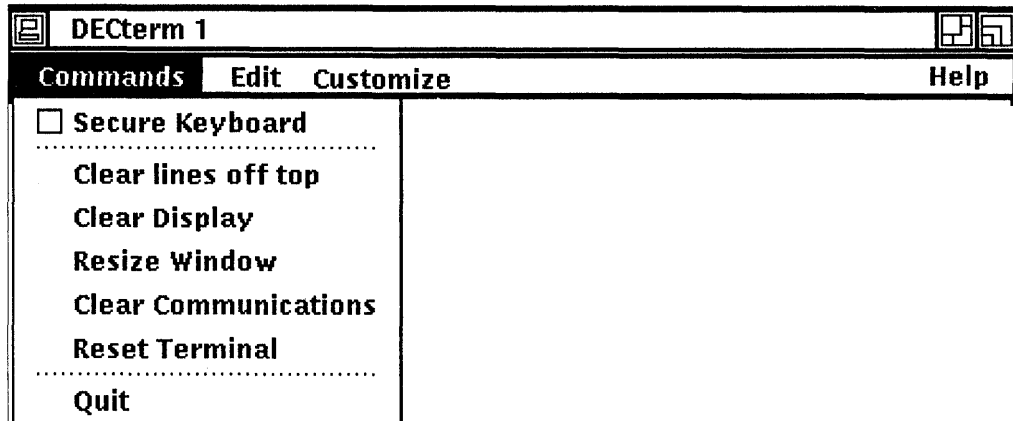 DECterm 1
Commands Edit Customize Help
Secure Keyboard
Clear lines off top
Clear Display
Resize Window
Clear Communications
Reset Terminal
Quit